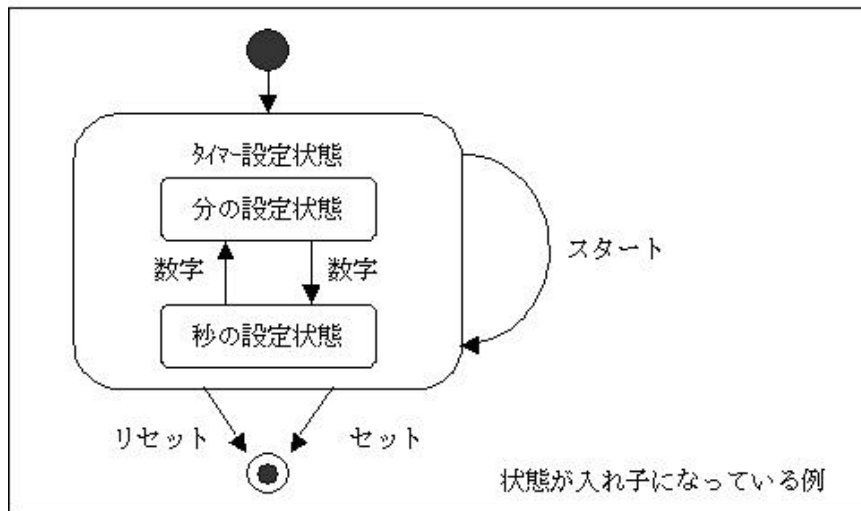 ﾀｲﾏｰ設定状態
分の設定状態
数字
数字
スタート
秒の設定状態
リセット
セット
状態が入れ子になっている例